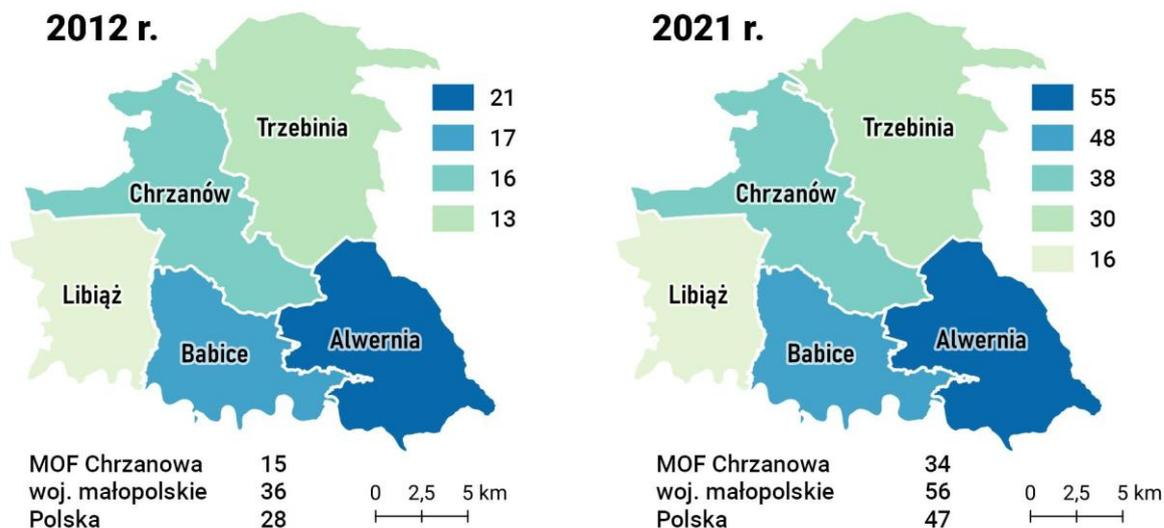 2012 r.
21
17
16
13
Trzebinia
Chrzanów
Libiąż
Babice
Alwernia
MOF Chrzanowa 15
woj. małopolskie 36
Polska 28
0 2,5 5 km
2021 r.
55
48
38
30
16
Trzebinia
Chrzanów
Libiąż
Babice
Alwernia
MOF Chrzanowa 34
woj. małopolskie 56
Polska 47
0 2,5 5 km